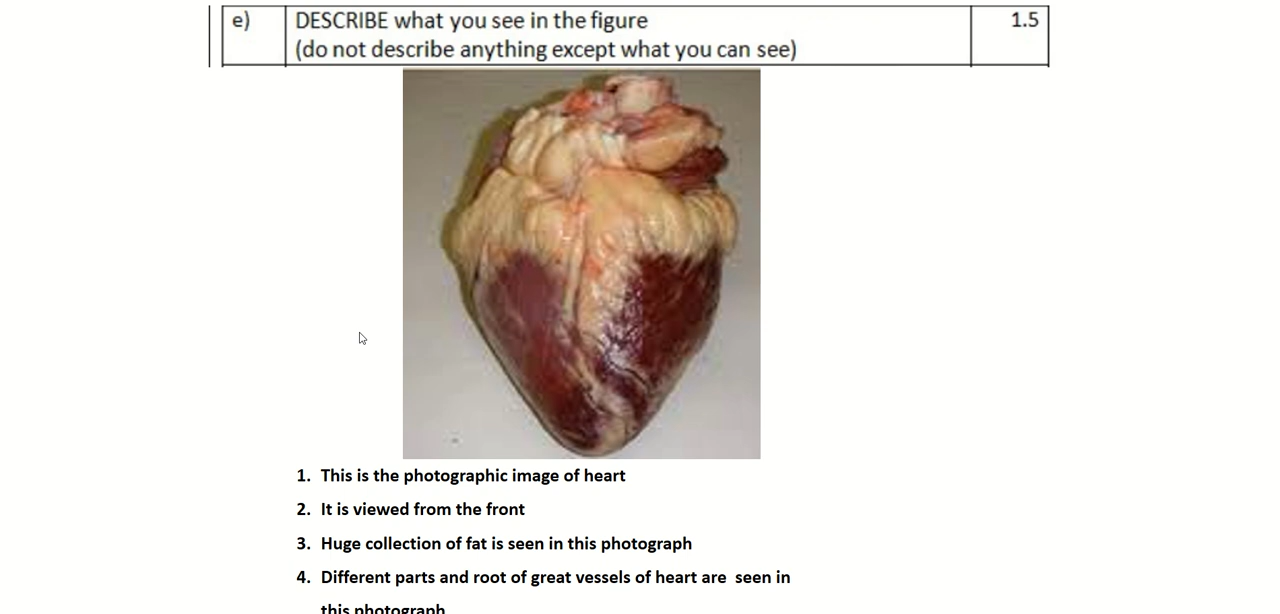 e) DESCRIBE what you see in the figure 1.5
(do not describe anything except what you can see)
1. This is the photographic image of heart
2. It is viewed from the front
3. Huge collection of fat is seen in this photograph
4. Different parts and root of great vessels of heart are seen in
this photograph